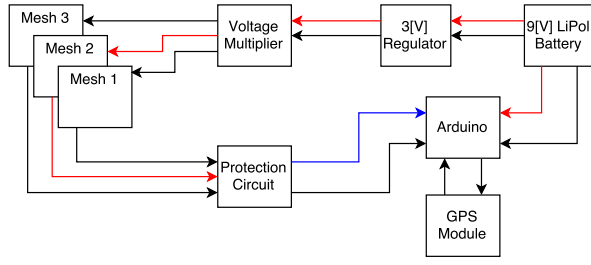 Mesh 3
Mesh 2
Mesh 1
Voltage
Multiplier
3[V]
Regulator
9[V] LiPol
Battery
Protection
Circuit
Arduino
GPS
Module